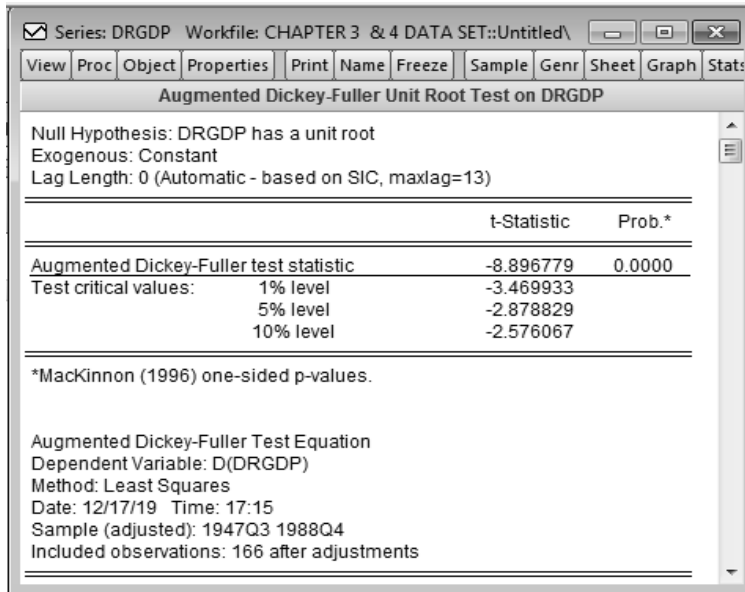 Series: DRGDP Workfile: CHAPTER 3 & 4 DATA SET::Untitled\
View Proc Object Properties Print Name Freeze Sample Genr Sheet Graph Stats
Augmented Dickey-Fuller Unit Root Test on DRGDP
Null Hypothesis: DRGDP has a unit root
Exogenous: Constant
Lag Length: 0 (Automatic - based on SIC, maxlag=13)
t-Statistic Prob.*
Augmented Dickey-Fuller test statistic -8.896779 0.0000
Test critical values: 1% level -3.469933
5% level -2.878829
10% level -2.576067
*MacKinnon (1996) one-sided p-values.
Augmented Dickey-Fuller Test Equation
Dependent Variable: D(DRGDP)
Method: Least Squares
Date: 12/17/19 Time: 17:15
Sample (adjusted): 1947Q3 1988Q4
Included observations: 166 after adjustments